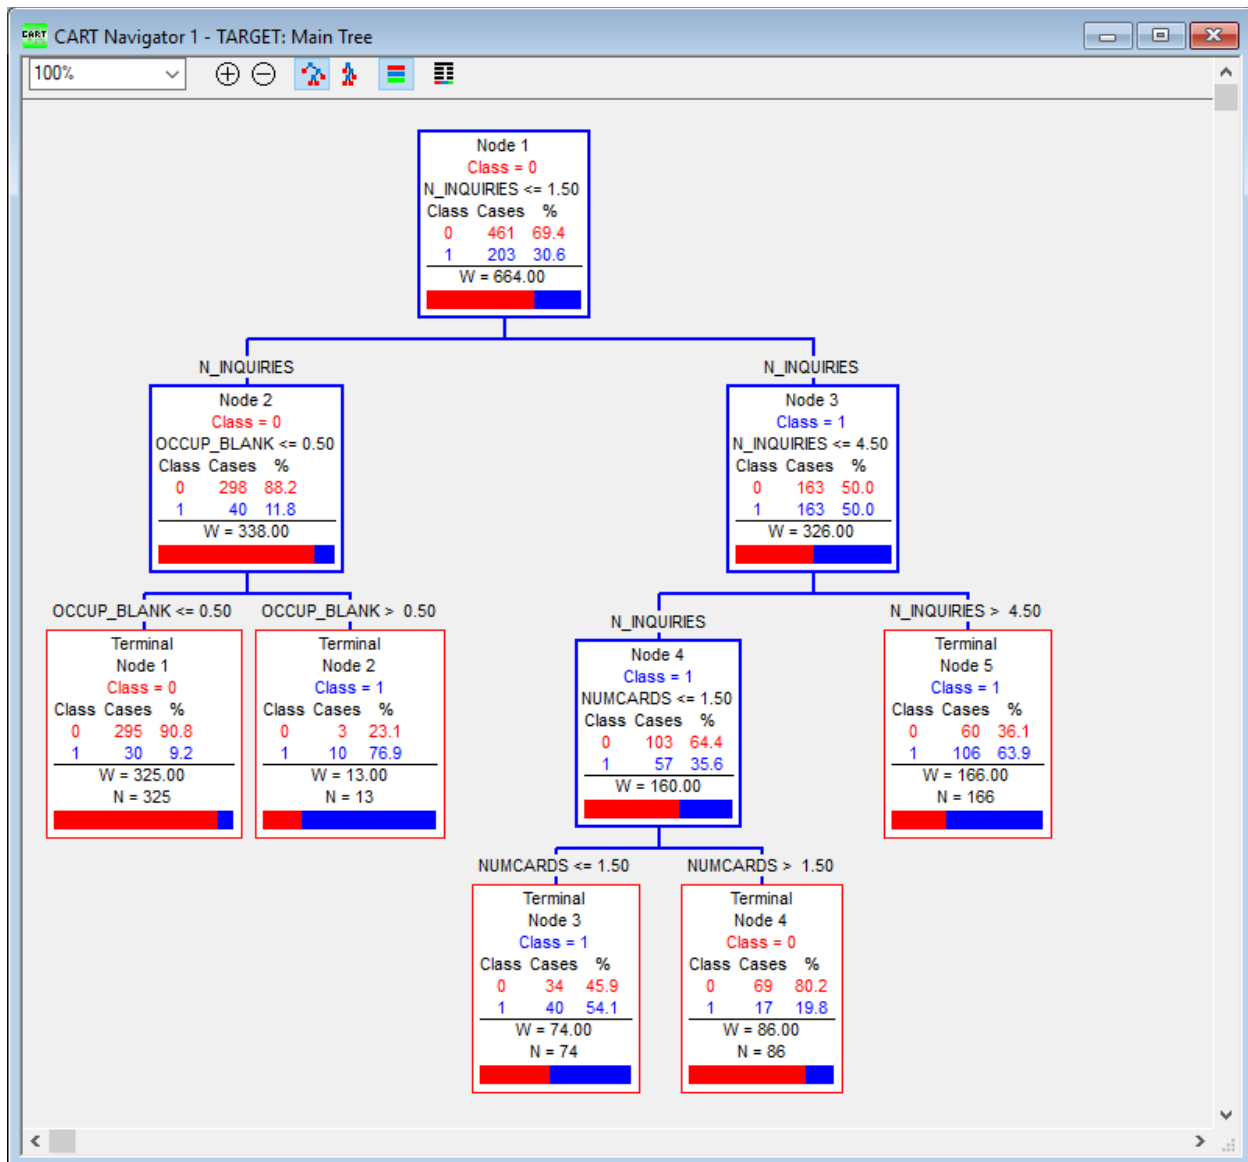 CART CART Navigator 1 - TARGET: Main Tree
100%
Node 1
Class = 0
N_INQUIRIES <= 1.50
Class Cases %
0 461 69.4
1 203 30.6
W = 664.00
N_INQUIRIES
Node 2
Class = 0
OCCUP_BLANK <= 0.50
Class Cases %
0 298 88.2
1 40 11.8
W = 338.00
N_INQUIRIES
Node 3
Class = 1
N_INQUIRIES <= 4.50
Class Cases %
0 163 50.0
1 163 50.0
W = 326.00
OCCUP_BLANK <= 0.50
Terminal
Node 1
Class = 0
Class Cases %
0 295 90.8
1 30 9.2
W = 325.00
N = 325
OCCUP_BLANK > 0.50
Terminal
Node 2
Class = 1
Class Cases %
0 3 23.1
1 10 76.9
W = 13.00
N = 13
N_INQUIRIES
Node 4
Class = 1
NUMCARDS <= 1.50
Class Cases %
0 103 64.4
1 57 35.6
W = 160.00
N_INQUIRIES > 4.50
Terminal
Node 5
Class = 1
Class Cases %
0 60 36.1
1 106 63.9
W = 166.00
N = 166
NUMCARDS <= 1.50
Terminal
Node 3
Class = 1
Class Cases %
0 34 45.9
1 40 54.1
W = 74.00
N = 74
NUMCARDS > 1.50
Terminal
Node 4
Class = 0
Class Cases %
0 69 80.2
1 17 19.8
W = 86.00
N = 86